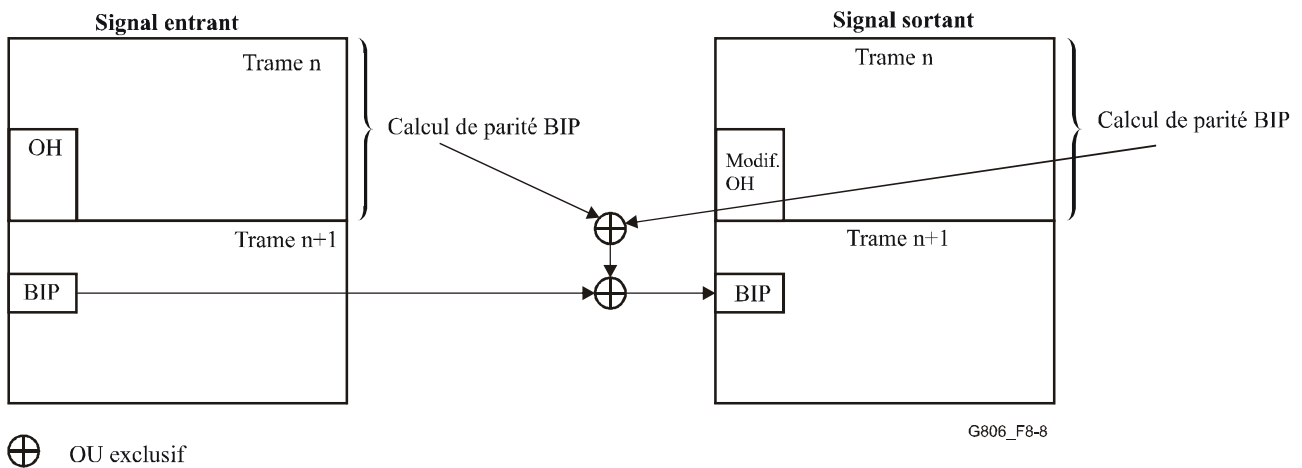 Signal entrant
Signal sortant
Trame n
Trame n
Calcul de parité BIP
Calcul de parité BIP
OH
Modif.
OH
Trame n+1
Trame n+1
BIP
BIP
G806_F8-8
OU exclusif